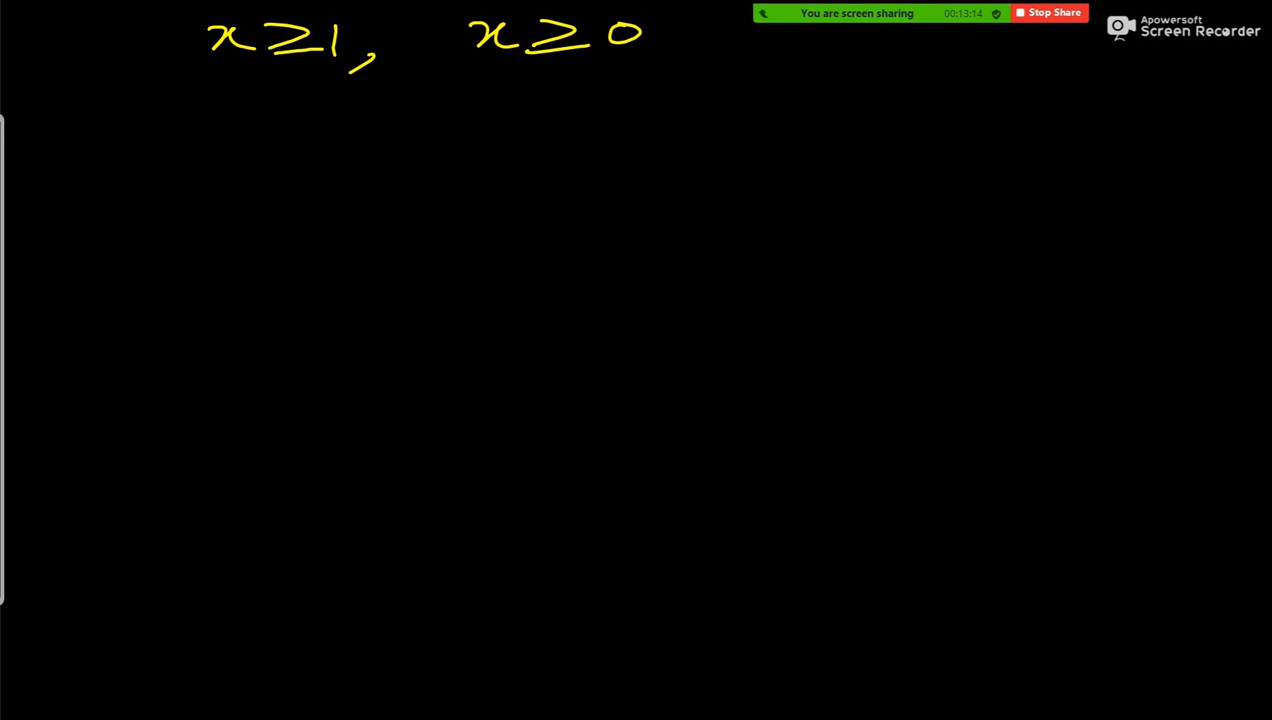 x ≥ 1, x ≥ 0
You are screen sharing 00:13:14 Stop Share
Apowersoft
Screen Recorder